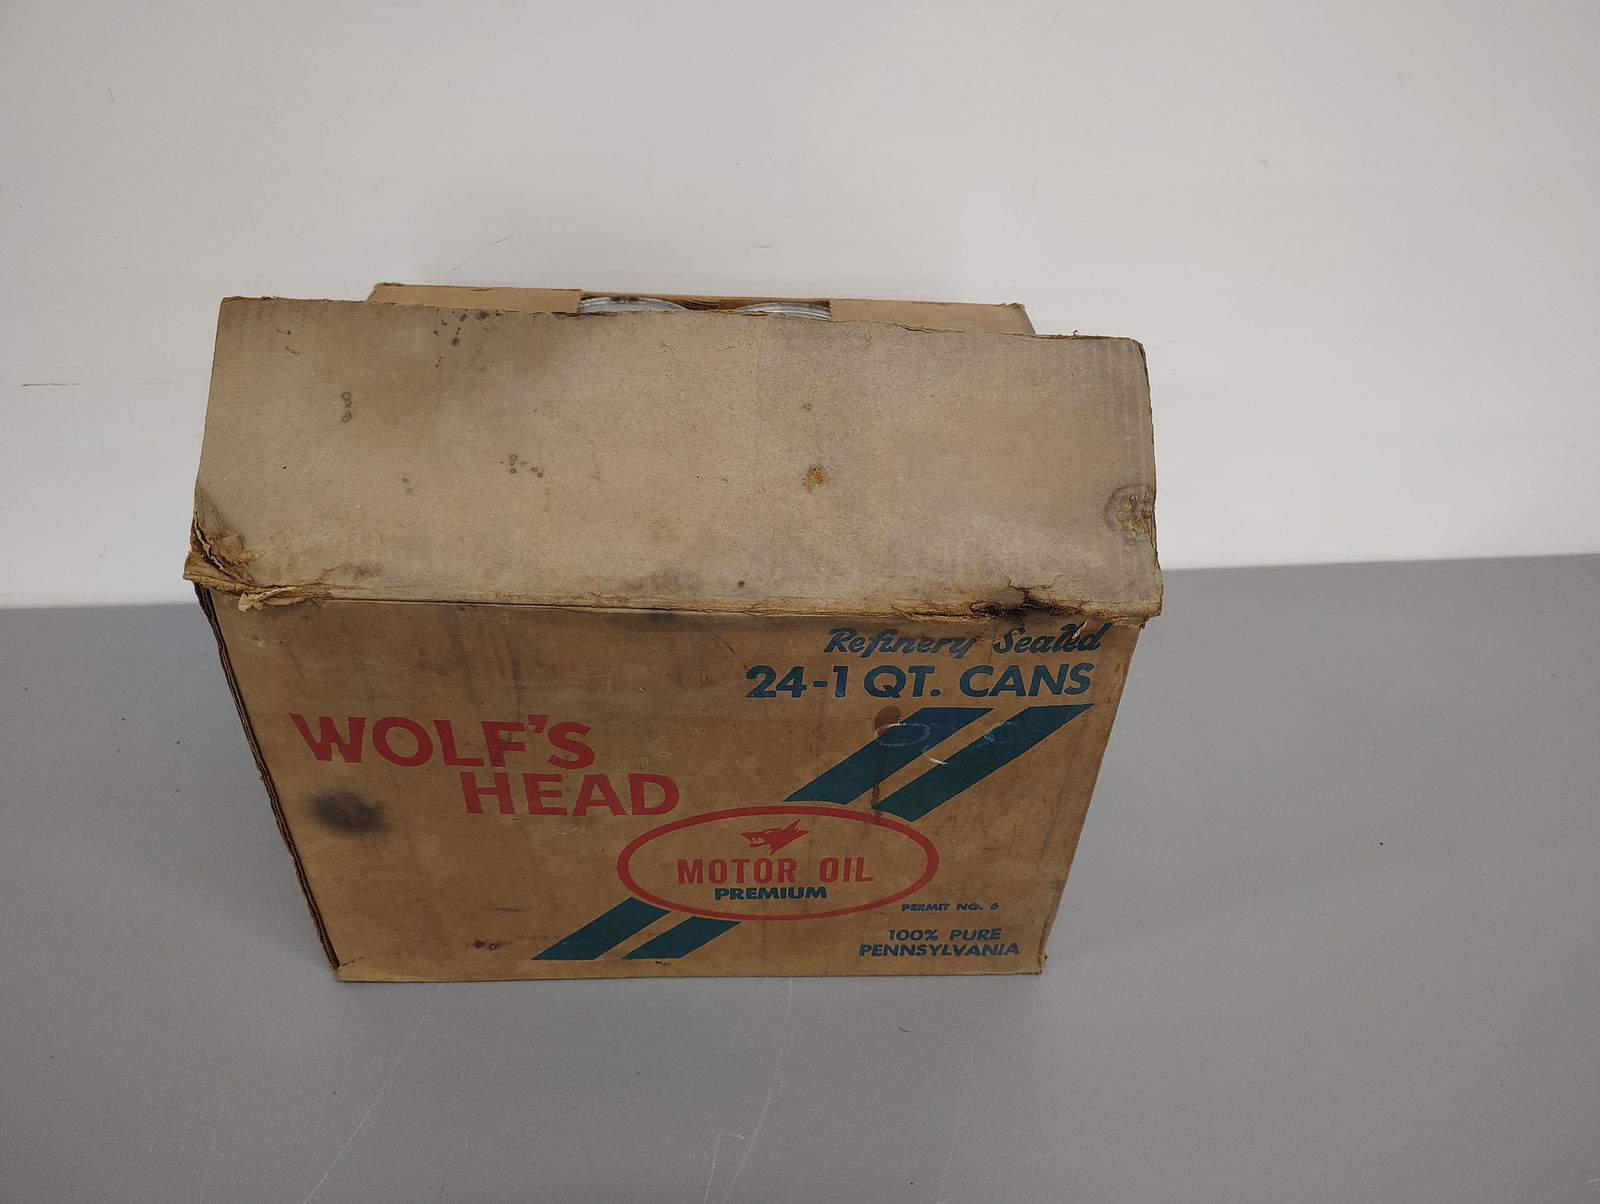 Refinery Sealed
24-1 QT. CANS
WOLF'S
HEAD
MOTOR OIL
PREMIUM
PERMIT NO. 6
100% PURE
PENNSYLVANIA